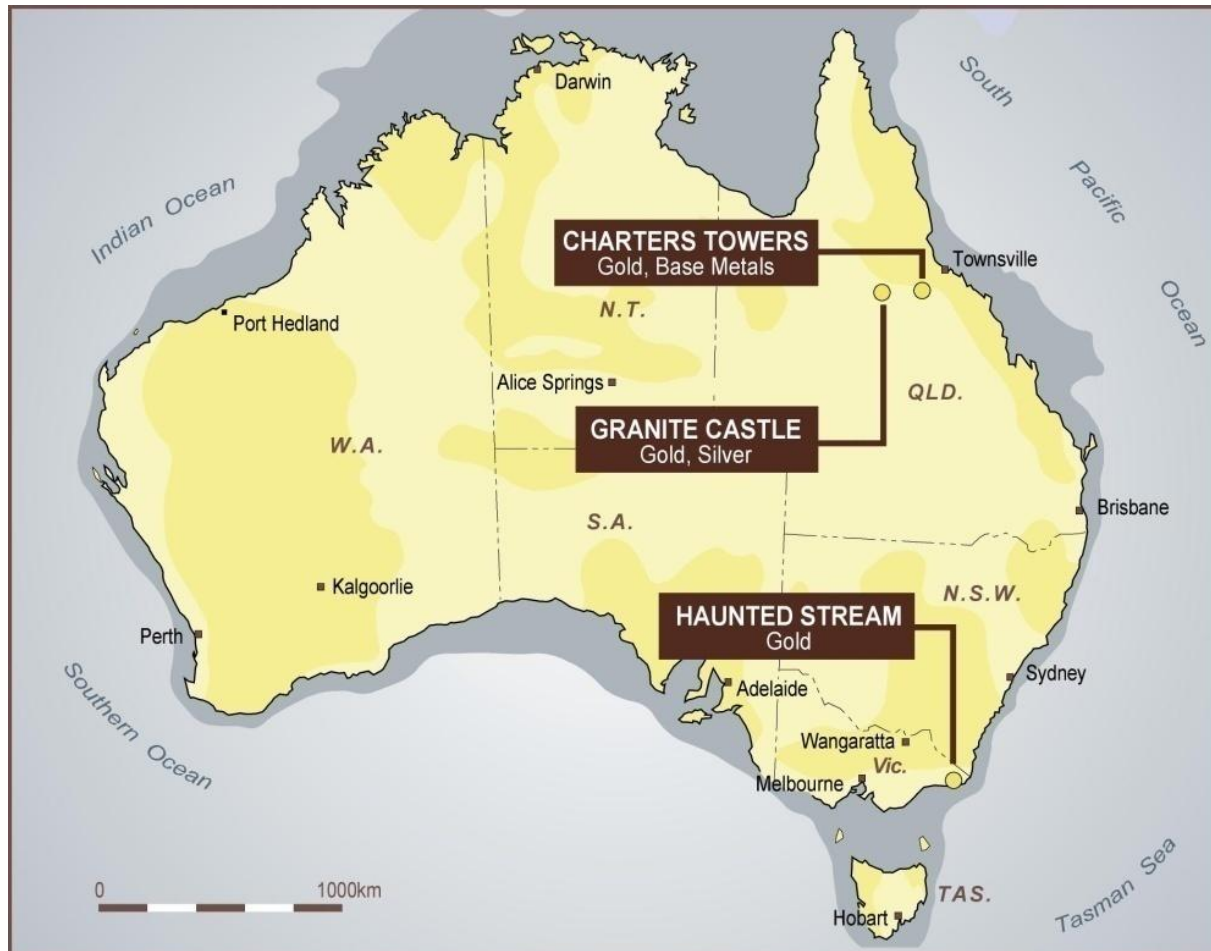 Darwin
South
Pacific
Ocean
Indian Ocean
CHARTERS TOWERS
Gold, Base Metals
Townsville
Port Hedland
N.T.
Alice Springs
QLD.
GRANITE CASTLE
Gold, Silver
W.A.
Brisbane
S.A.
Kalgoorlie
N.S.W.
HAUNTED STREAM
Gold
Perth
Sydney
Adelaide
Southern Ocean
Wangaratta
Vic.
Melbourne
0 1000km
TAS.
Tasman Sea
Hobart